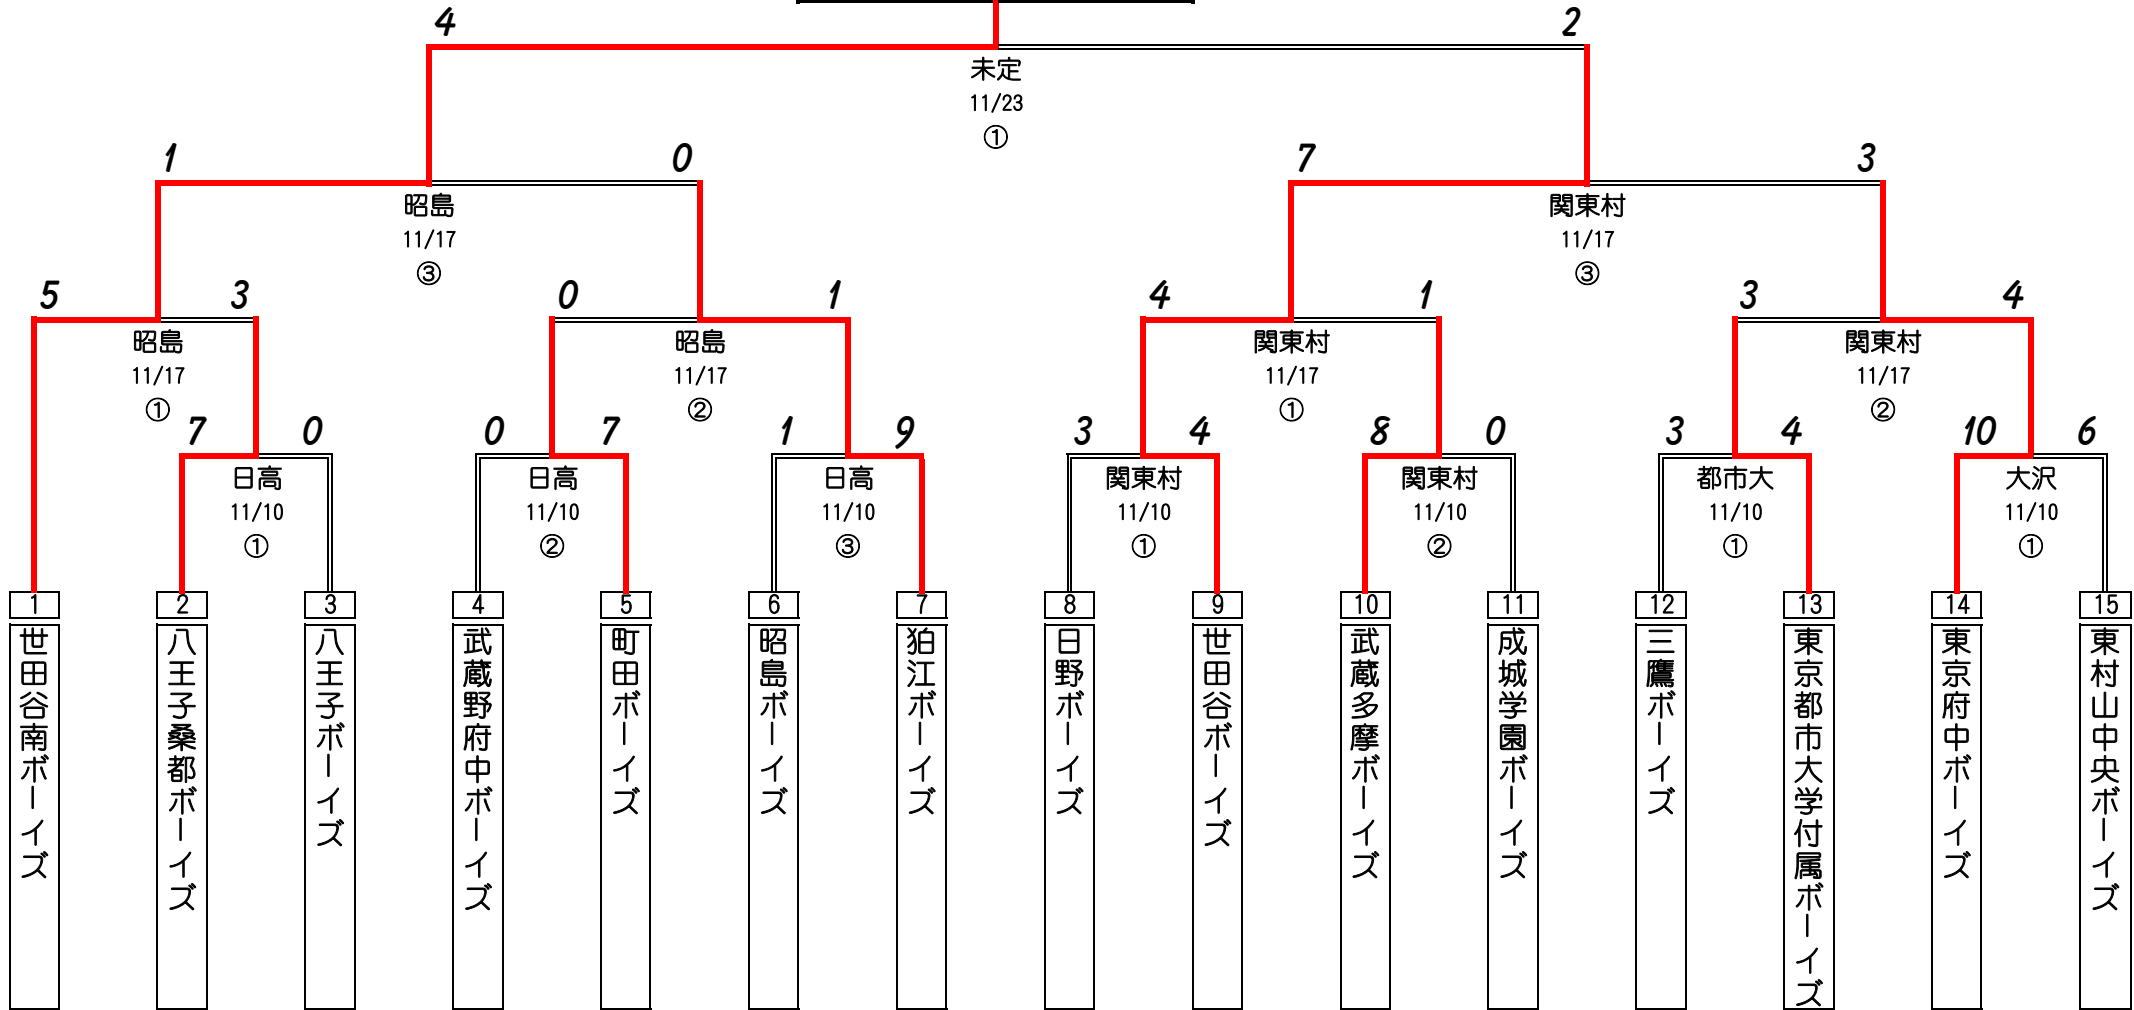 4 2
未定
11/23
①
1 0 7 3
昭島 関東村
11/17 11/17
③ ③
5 3 0 1 4 1 3 4
昭島 昭島 関東村 関東村
11/17 11/17 11/17 11/17
① ② ① ②
7 0 0 7 1 9 3 4 8 0 3 4 10 6
日高 日高 日高 関東村 関東村 都市大 大沢
11/10 11/10 11/10 11/10 11/10 11/10 11/10
① ② ③ ① ② ① ①
1 2 3 4 5 6 7 8 9 10 11 12 13 14 15
世田谷南ボーイズ
八王子桑都ボーイズ
八王子ボーイズ
武蔵野府中ボーイズ
町田ボーイズ
昭島ボーイズ
狛江ボーイズ
日野ボーイズ
世田谷ボーイズ
武蔵多摩ボーイズ
成城学園ボーイズ
三鷹ボーイズ
東京都市大学付属ボーイズ
東京府中ボーイズ
東村山中央ボーイズ